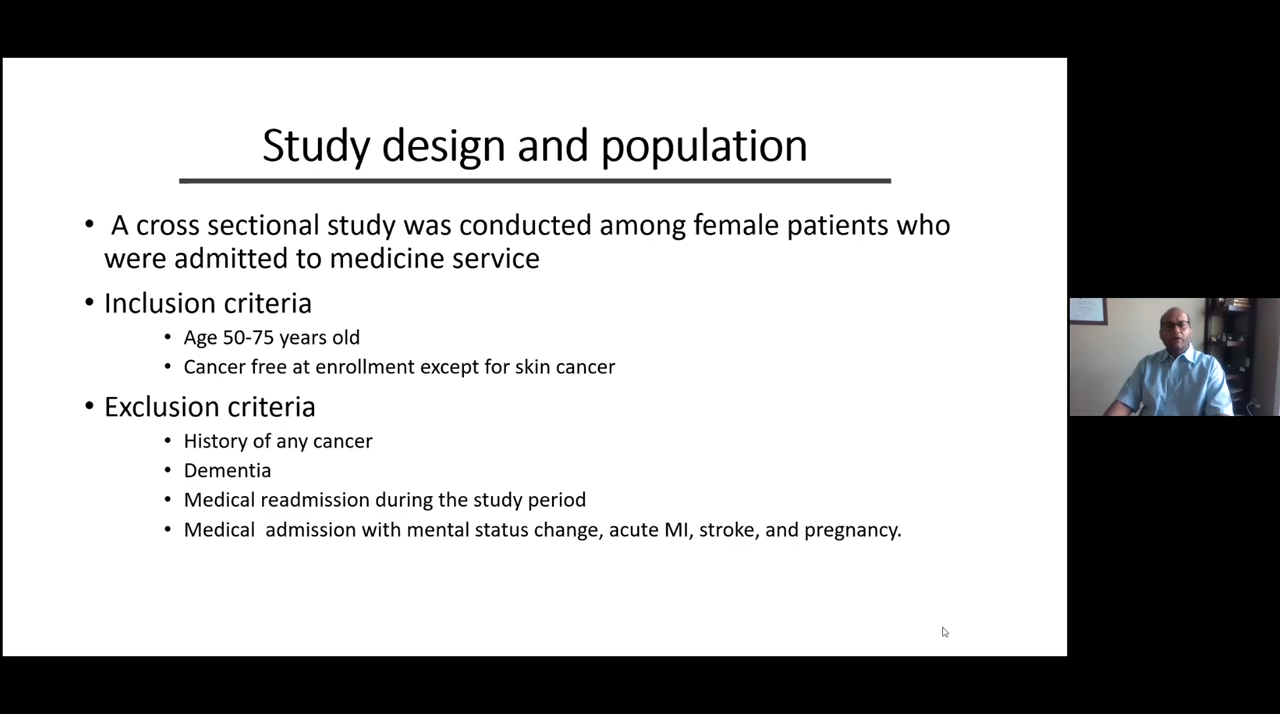 Study design and population
• A cross sectional study was conducted among female patients who
were admitted to medicine service
• Inclusion criteria
• Age 50-75 years old
• Cancer free at enrollment except for skin cancer
• Exclusion criteria
• History of any cancer
• Dementia
• Medical readmission during the study period
• Medical  admission with mental status change, acute MI, stroke, and pregnancy.